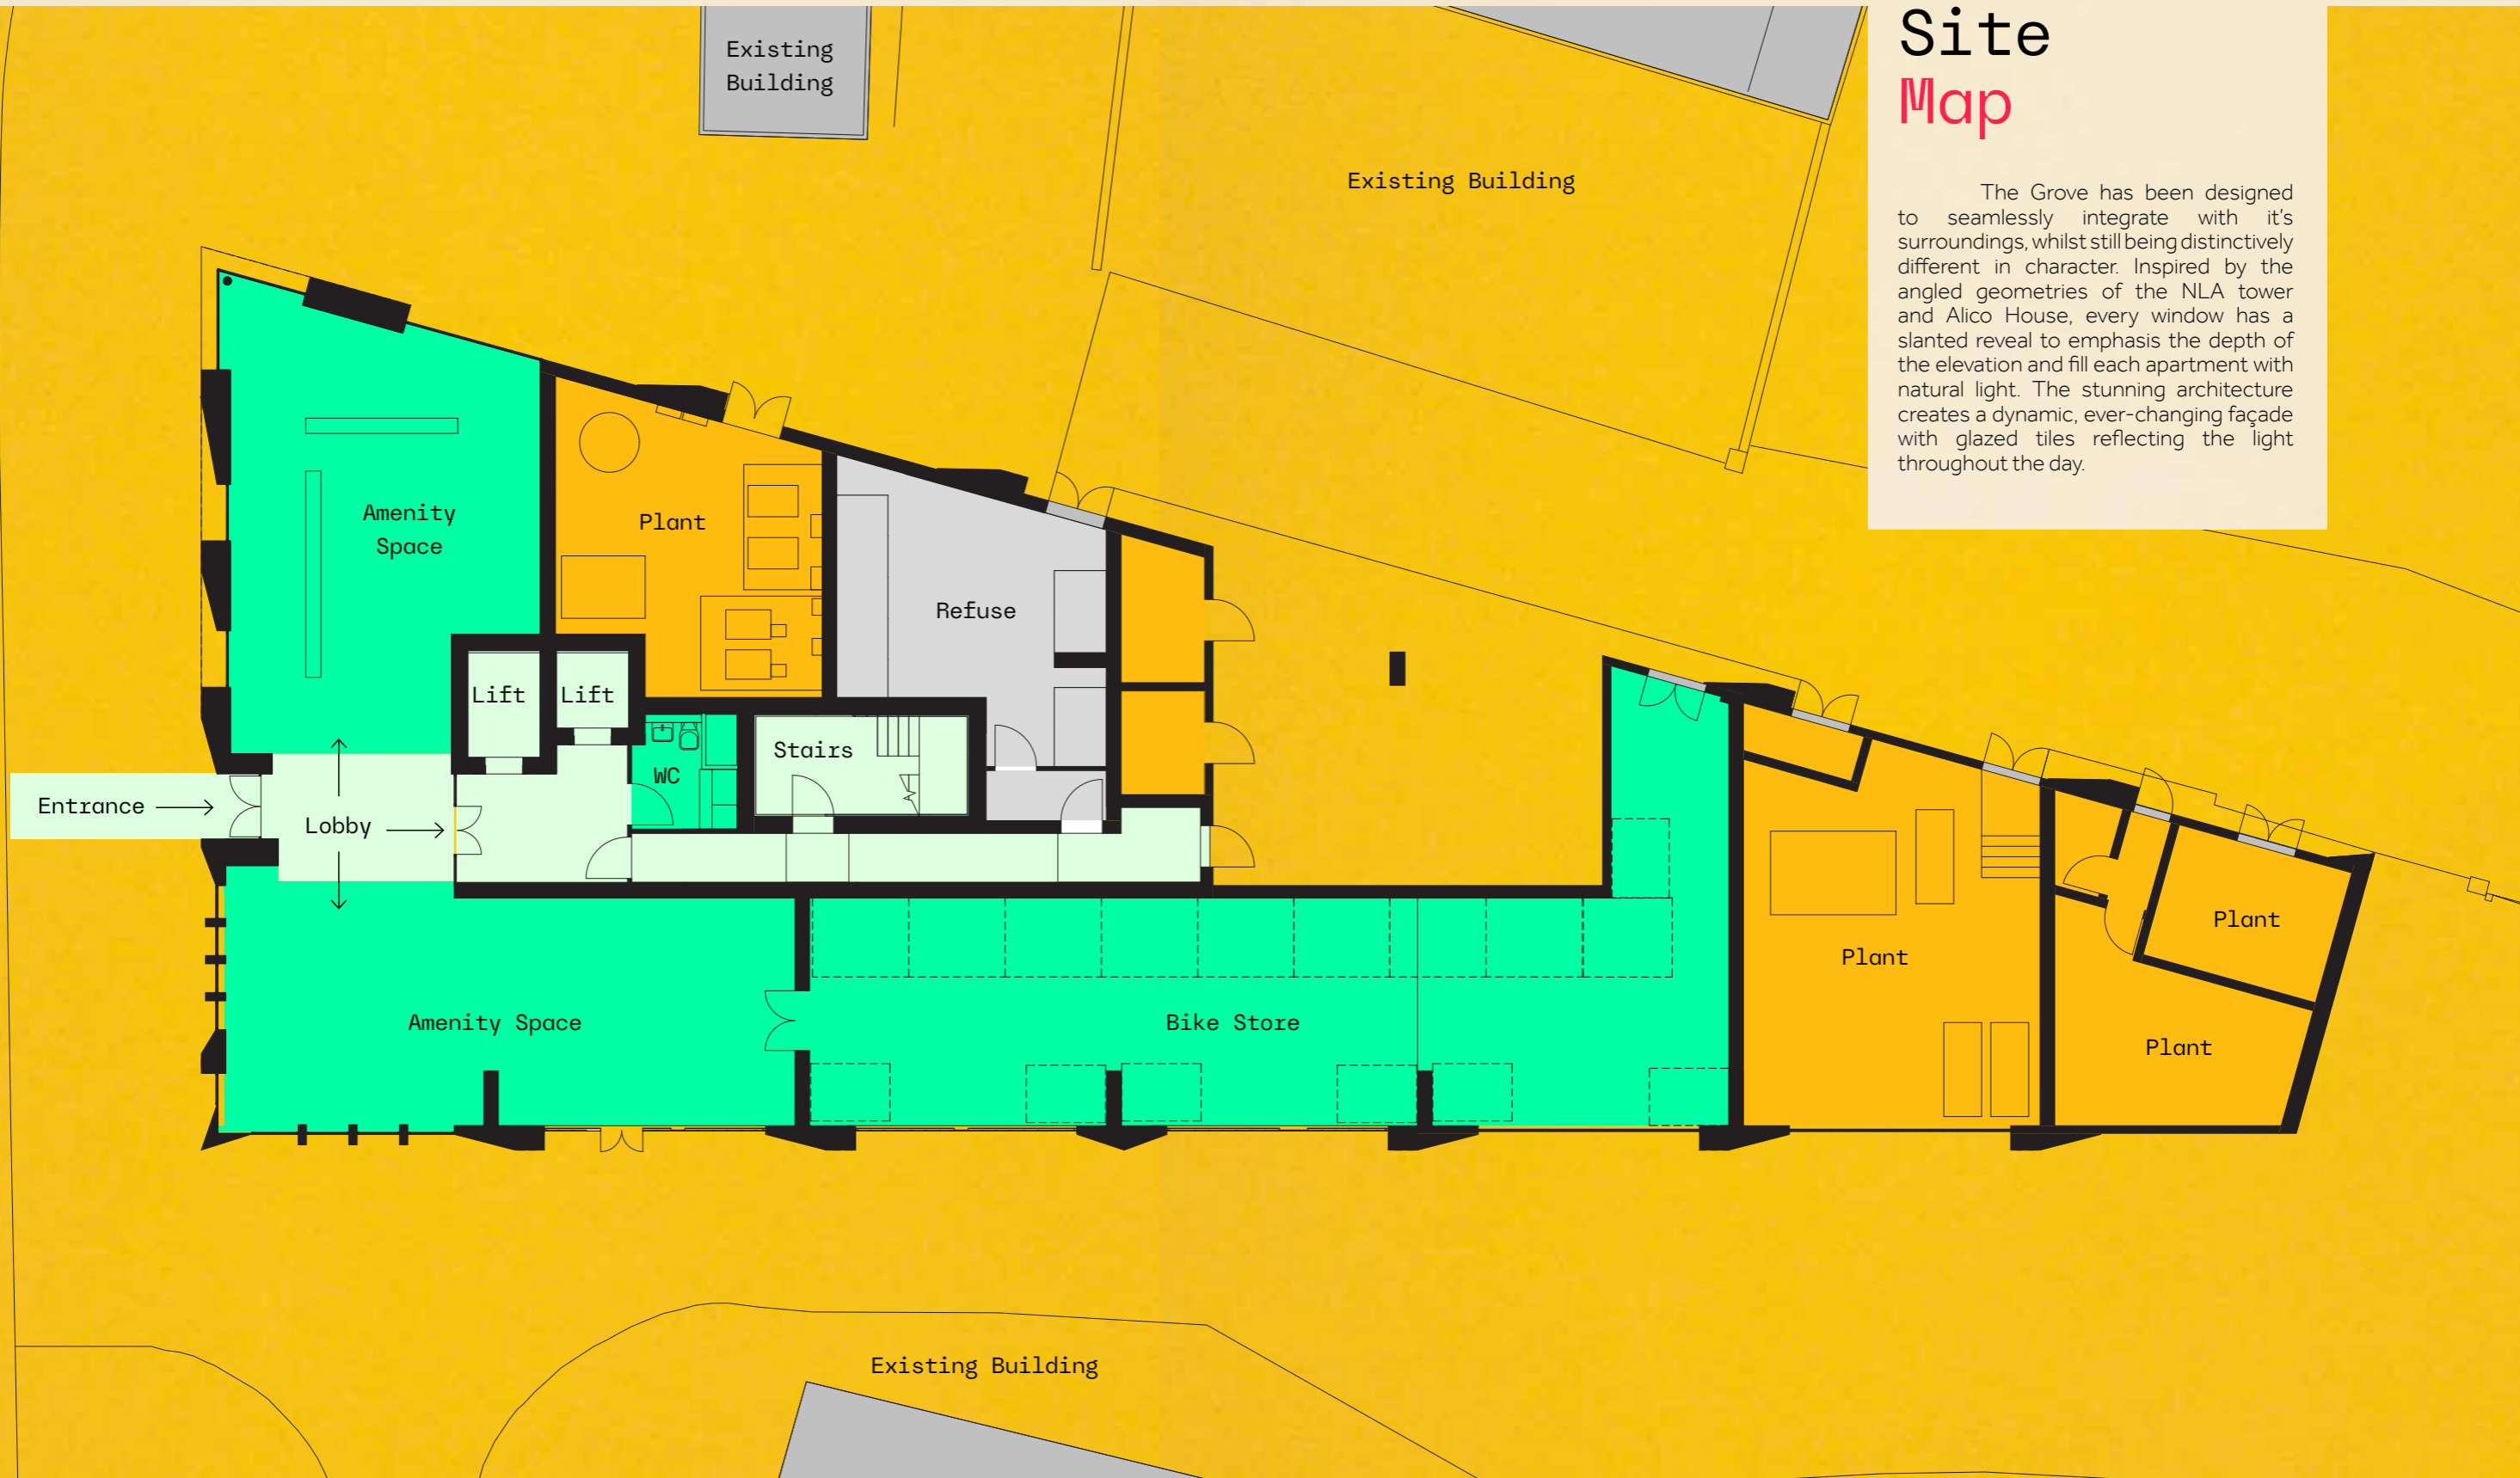 Site
Map
The Grove has been designed
to seamlessly integrate with it's
surroundings, whilst still being distinctively
different in character. Inspired by the
angled geometries of the NLA tower
and Alico House, every window has a
slanted reveal to emphasis the depth of
the elevation and fill each apartment with
natural light. The stunning architecture
creates a dynamic, ever-changing façade
with glazed tiles reflecting the light
throughout the day.
Existing
Building
Existing Building
Amenity
Space
Plant
Refuse
Lift
Lift
Stairs
WC
Entrance
Lobby
Amenity Space
Bike Store
Plant
Plant
Plant
Existing Building